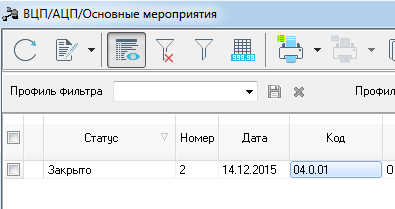 ВЦП/АЦП/Основные мероприятия
999.99
Профиль фильтра Профиль
Статус Номер Дата Код
Закрыто 2 14.12.2015 04.0.01 О